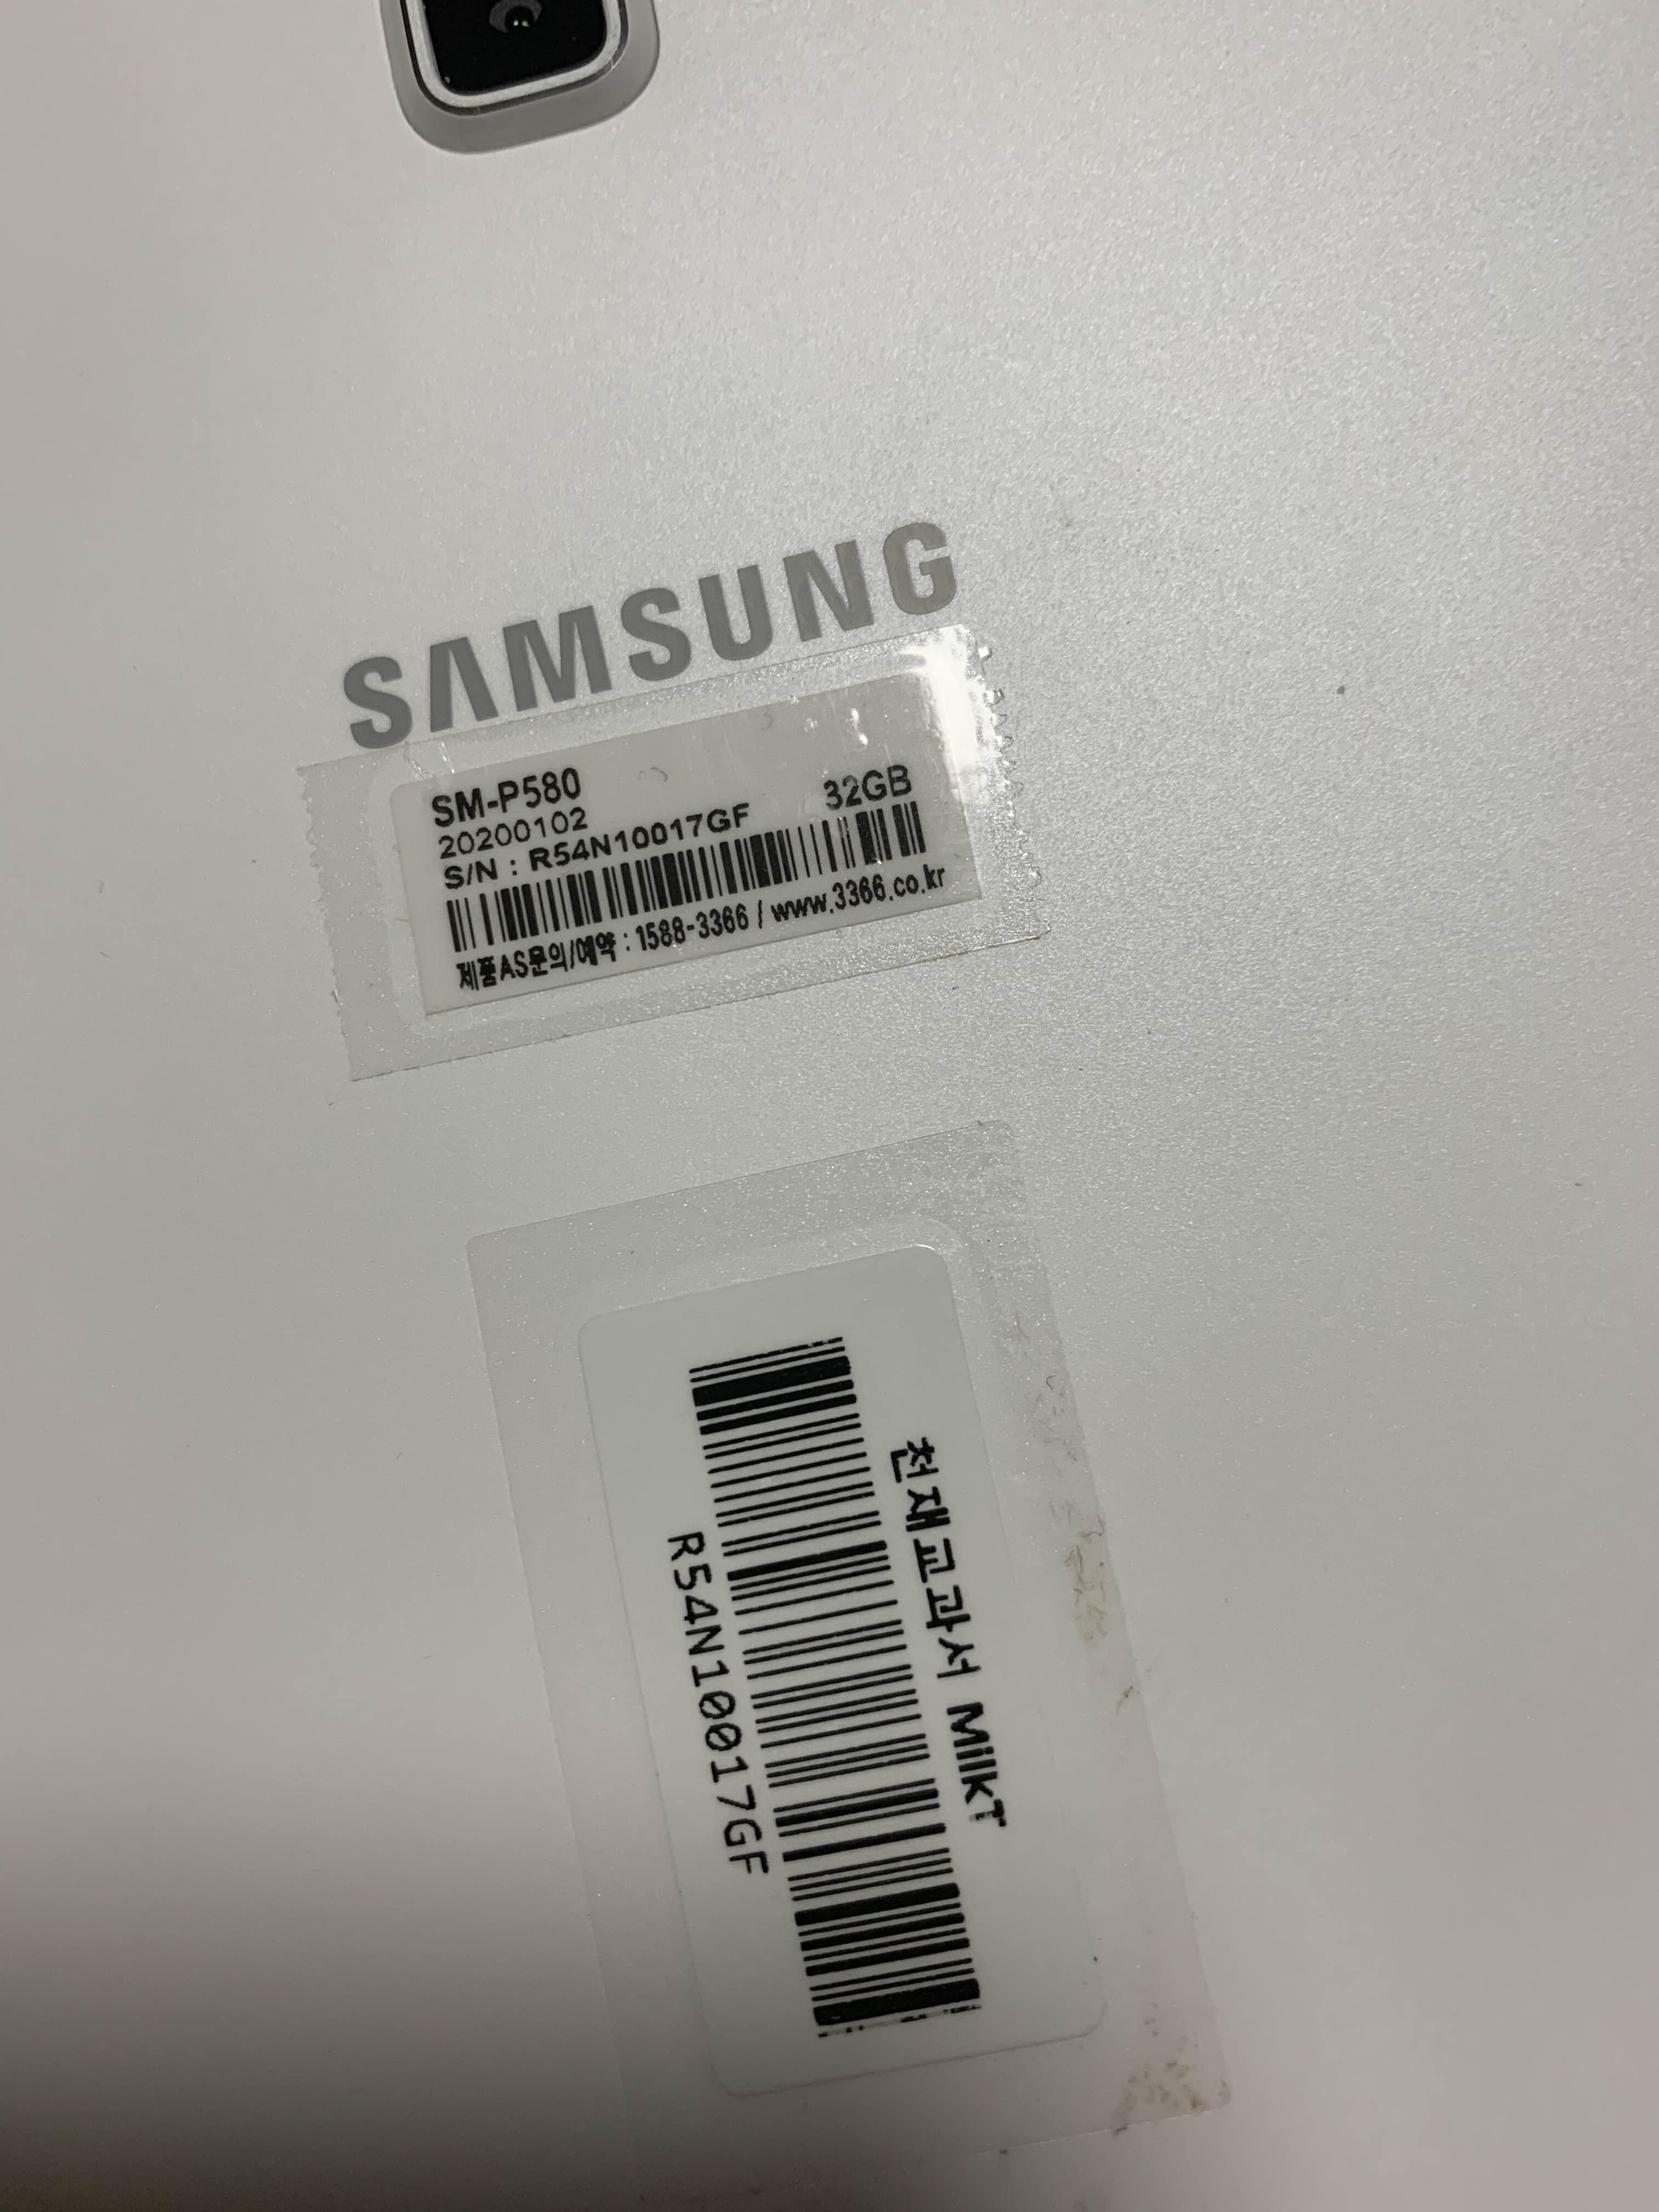 SAMSUNG
SM-P580
20200102 32GB
S/N : R54N10017GF
제품AS문의/예약 : 1588-3366 / www.3366.co.kr
천재교과서 MilkT
R54N10017GF